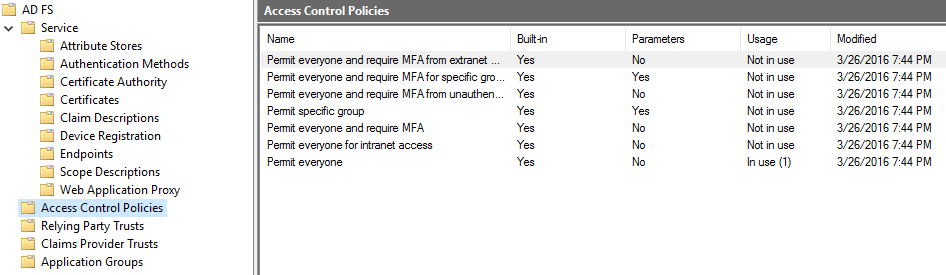 AD FS
Service
Attribute Stores
Authentication Methods
Certificate Authority
Certificates
Claim Descriptions
Device Registration
Endpoints
Scope Descriptions
Web Application Proxy
Access Control Policies
Relying Party Trusts
Claims Provider Trusts
Application Groups
Access Control Policies
Name Built-in Parameters Usage Modified
Permit everyone and require MFA from extranet ... Yes No Not in use 3/26/2016 7:44 PM
Permit everyone and require MFA for specific gro... Yes Yes Not in use 3/26/2016 7:44 PM
Permit everyone and require MFA from unauthen... Yes No Not in use 3/26/2016 7:44 PM
Permit specific group Yes Yes Not in use 3/26/2016 7:44 PM
Permit everyone and require MFA Yes No Not in use 3/26/2016 7:44 PM
Permit everyone for intranet access Yes No Not in use 3/26/2016 7:44 PM
Permit everyone Yes No In use (1) 3/26/2016 7:44 PM